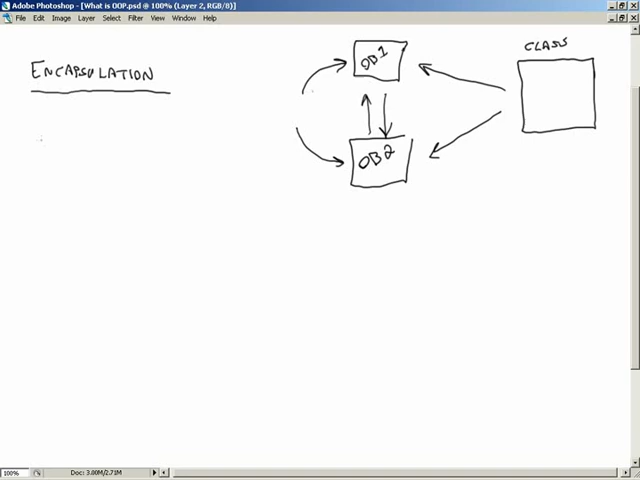 Adobe Photoshop - [What is OOP.psd @ 100% (Layer 2, RGB/8)]
File Edit Image Layer Select Filter View Window Help
ENCAPSULATION
OB1
CLASS
OB2
100% Doc: 3.00M/2.71M